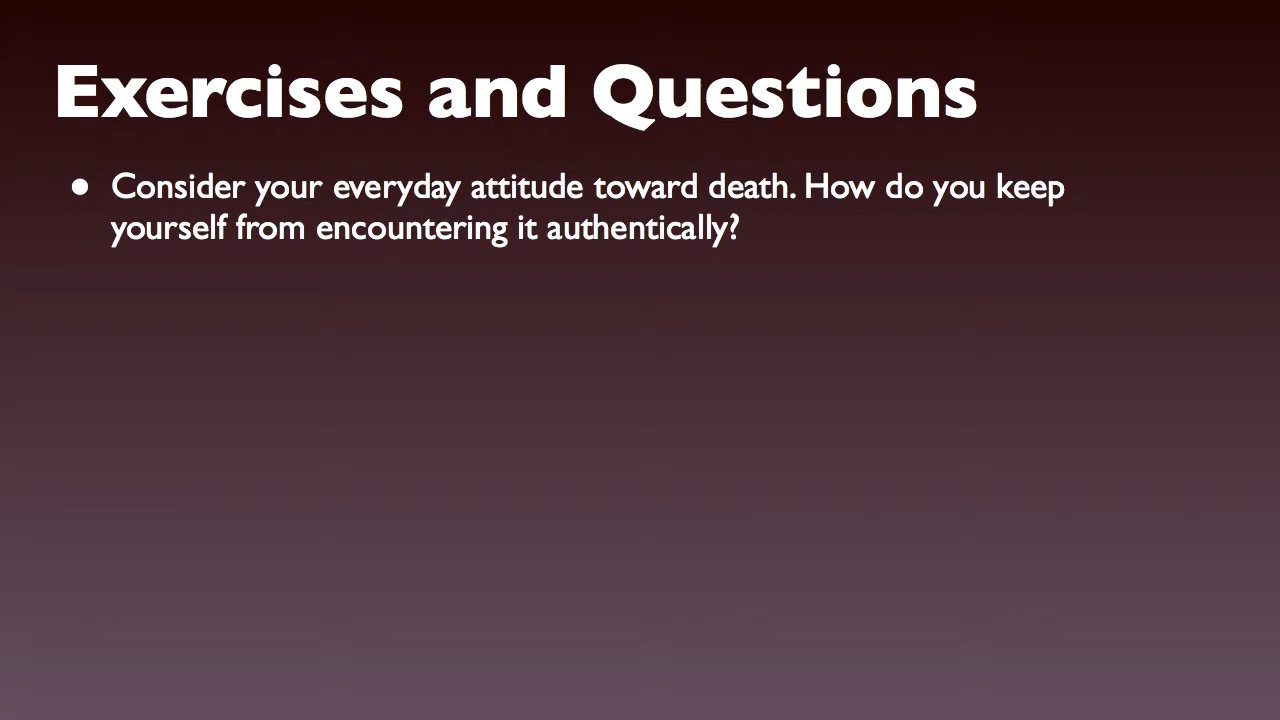 Exercises and Questions
• Consider your everyday attitude toward death. How do you keep
yourself from encountering it authentically?